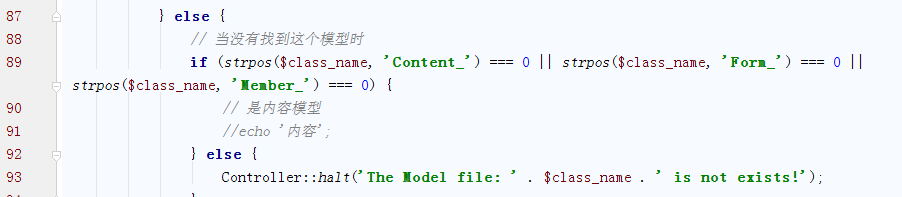 87 } else {
88 // 当没有找到这个模型时
89 if (strpos($class_name, 'Content_') === 0 || strpos($class_name, 'Form_') === 0 ||
strpos($class_name, 'Member_') === 0) {
90 // 是内容模型
91 //echo '内容';
92 } else {
93 Controller::halt('The Model file: ' . $class_name . ' is not exists!');